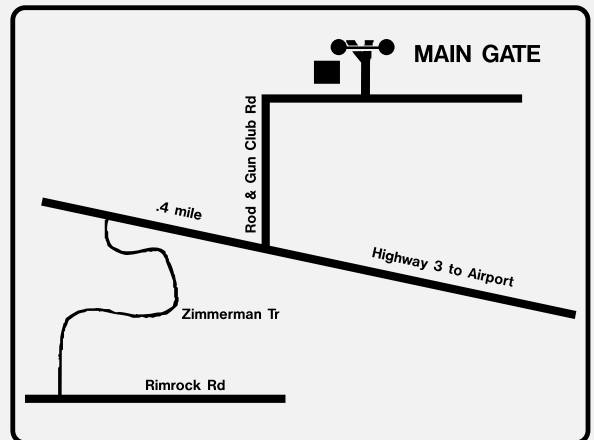 MAIN GATE
Rod & Gun Club Rd
.4 mile
Highway 3 to Airport
Zimmerman Tr
Rimrock Rd